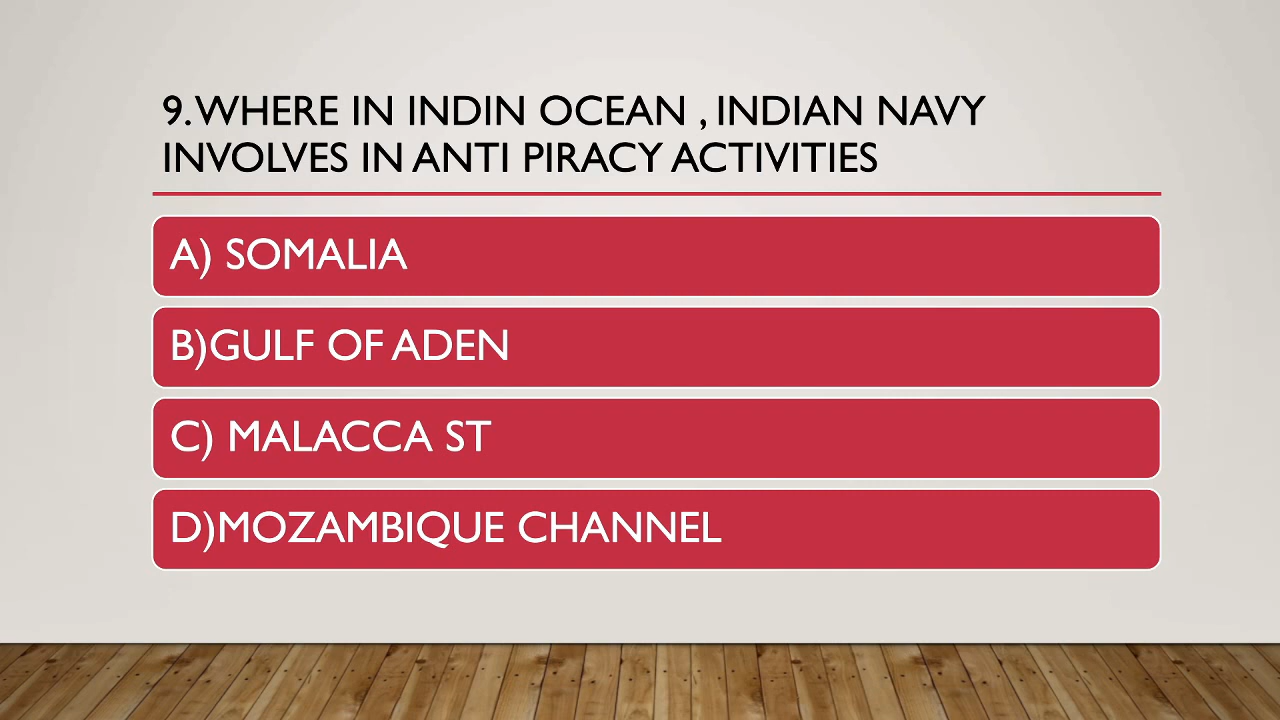 9. WHERE IN INDIN OCEAN , INDIAN NAVY
INVOLVES IN ANTI PIRACY ACTIVITIES
A) SOMALIA
B)GULF OF ADEN
C) MALACCA ST
D)MOZAMBIQUE CHANNEL